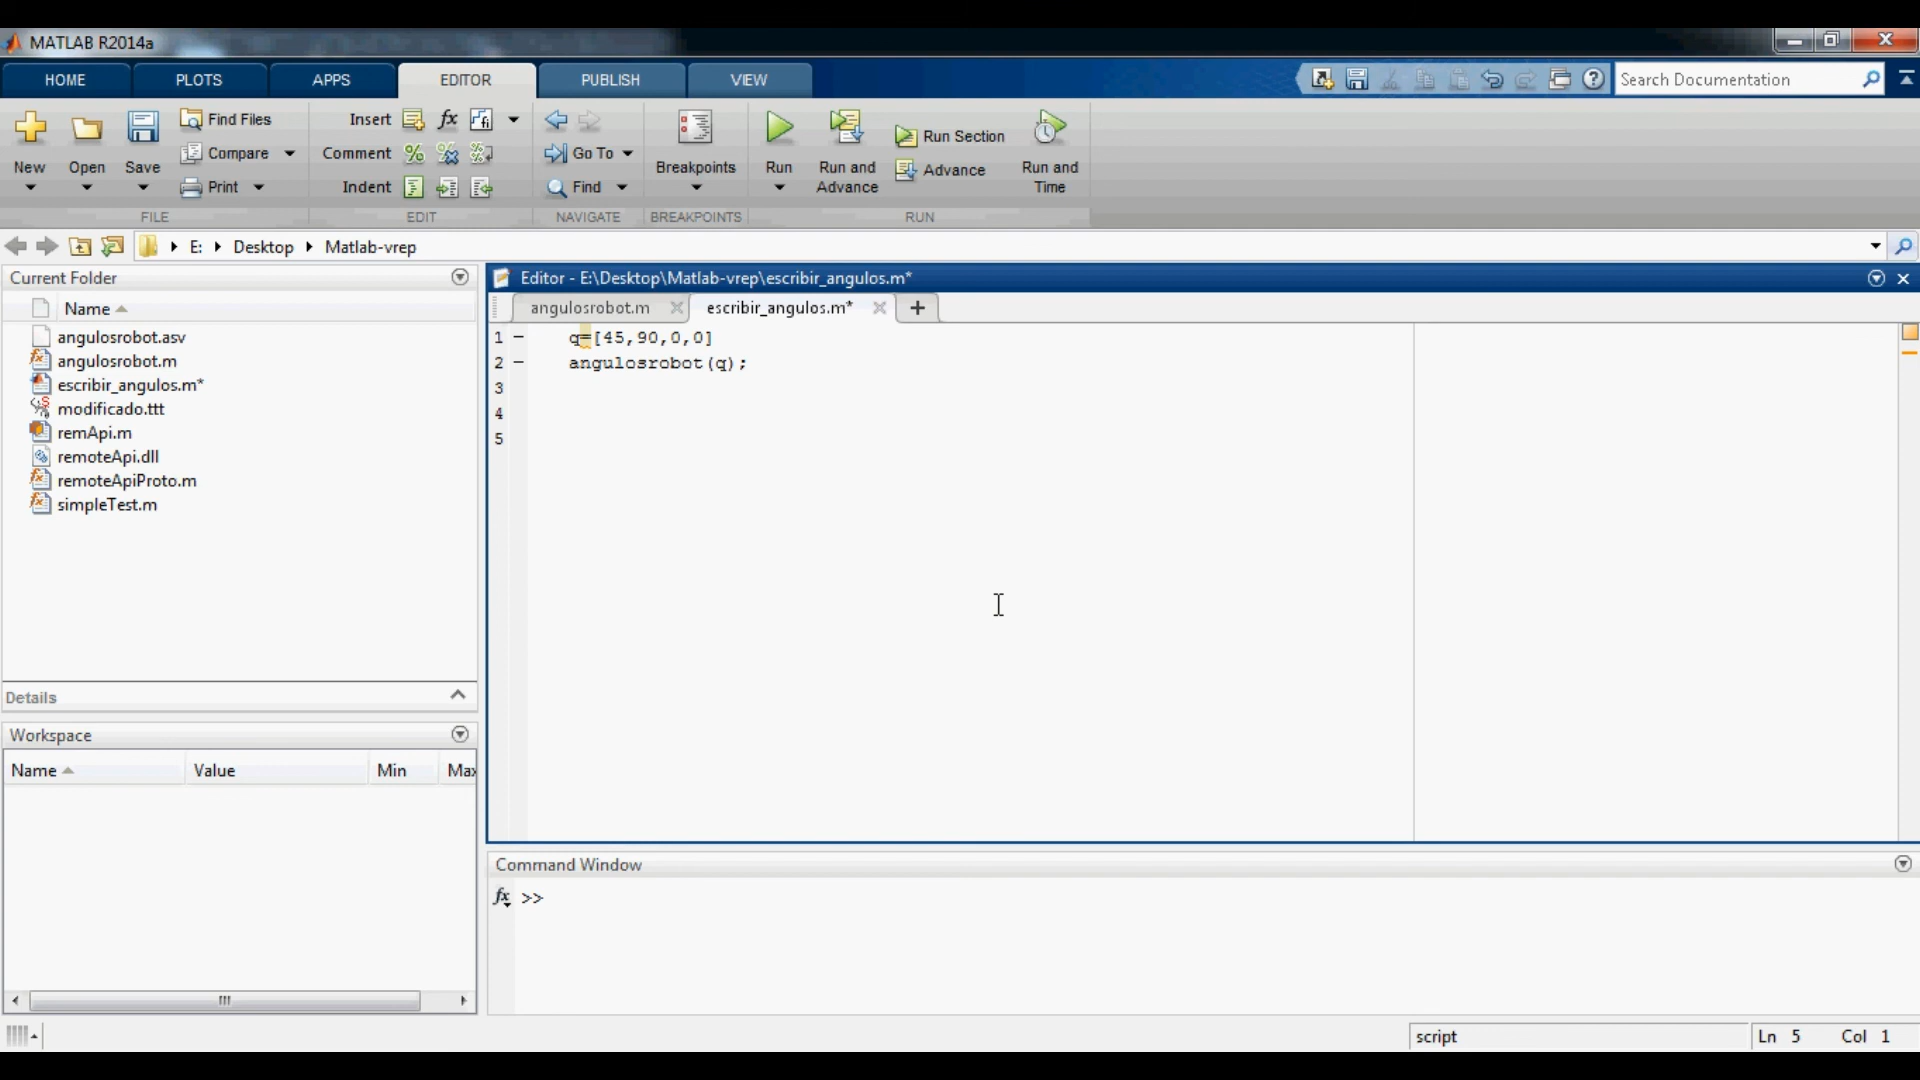 MATLAB R2014a
HOME
PLOTS
APPS
EDITOR
PUBLISH
VIEW
Search Documentation
New
Open
Save
Find Files
Compare
Print
FILE
Insert
Comment
Indent
EDIT
Go To
Find
NAVIGATE
Breakpoints
BREAKPOINTS
Run
Run and
Advance
Run Section
Advance
Run and
Time
RUN
E: Desktop Matlab-vrep
Current Folder
Name
angulosrobot.asv
angulosrobot.m
escribir_angulos.m*
modificado.ttt
remApi.m
remoteApi.dll
remoteApiProto.m
simpleTest.m
Details
Workspace
Name Value Min Max
Editor - E:\Desktop\Matlab-vrep\escribir_angulos.m*
angulosrobot.m
escribir_angulos.m*
1 – q=[45,90,0,0]
2 – angulosrobot(q);
3
4
5
Command Window
fx >>
script
Ln 5 Col 1